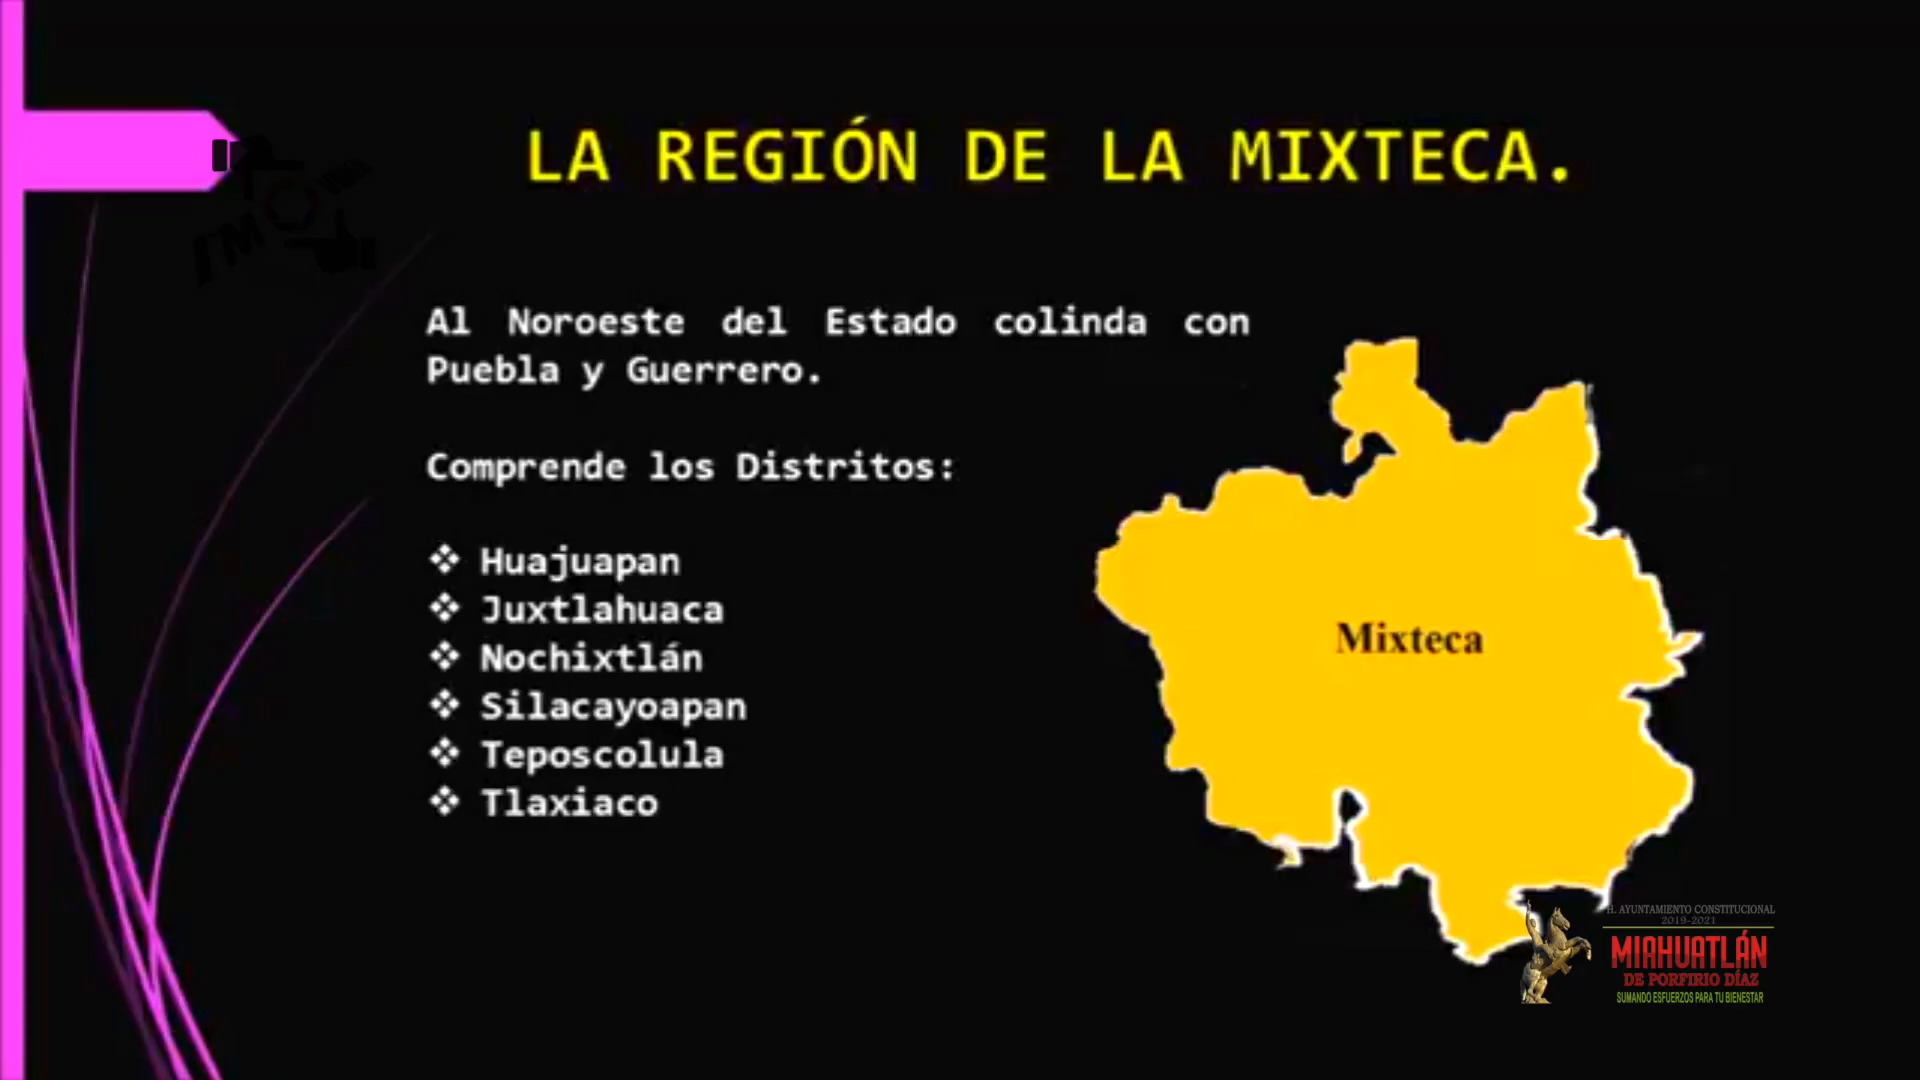 LA REGIÓN DE LA MIXTECA.
Al Noroeste del Estado colinda con
Puebla y Guerrero.
Comprende los Distritos:
❖ Huajuapan
❖ Juxtlahuaca
❖ Nochixtlán
❖ Silacayoapan
❖ Teposcolula
❖ Tlaxiaco
Mixteca
H. AYUNTAMIENTO CONSTITUCIONAL
2019-2021
MIAHUATLÁN
DE PORFIRIO DÍAZ
SUMANDO ESFUERZOS PARA TU BIENESTAR